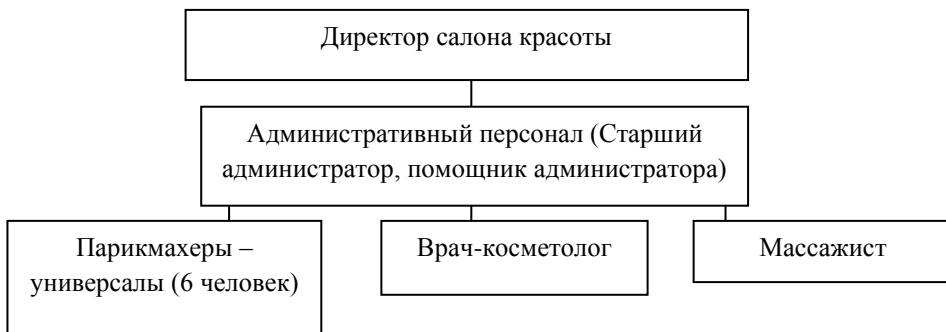 Директор салона красоты
Административный персонал (Старший
администратор, помощник администратора)
Парикмахеры –
универсалы (6 человек)
Врач-косметолог
Массажист